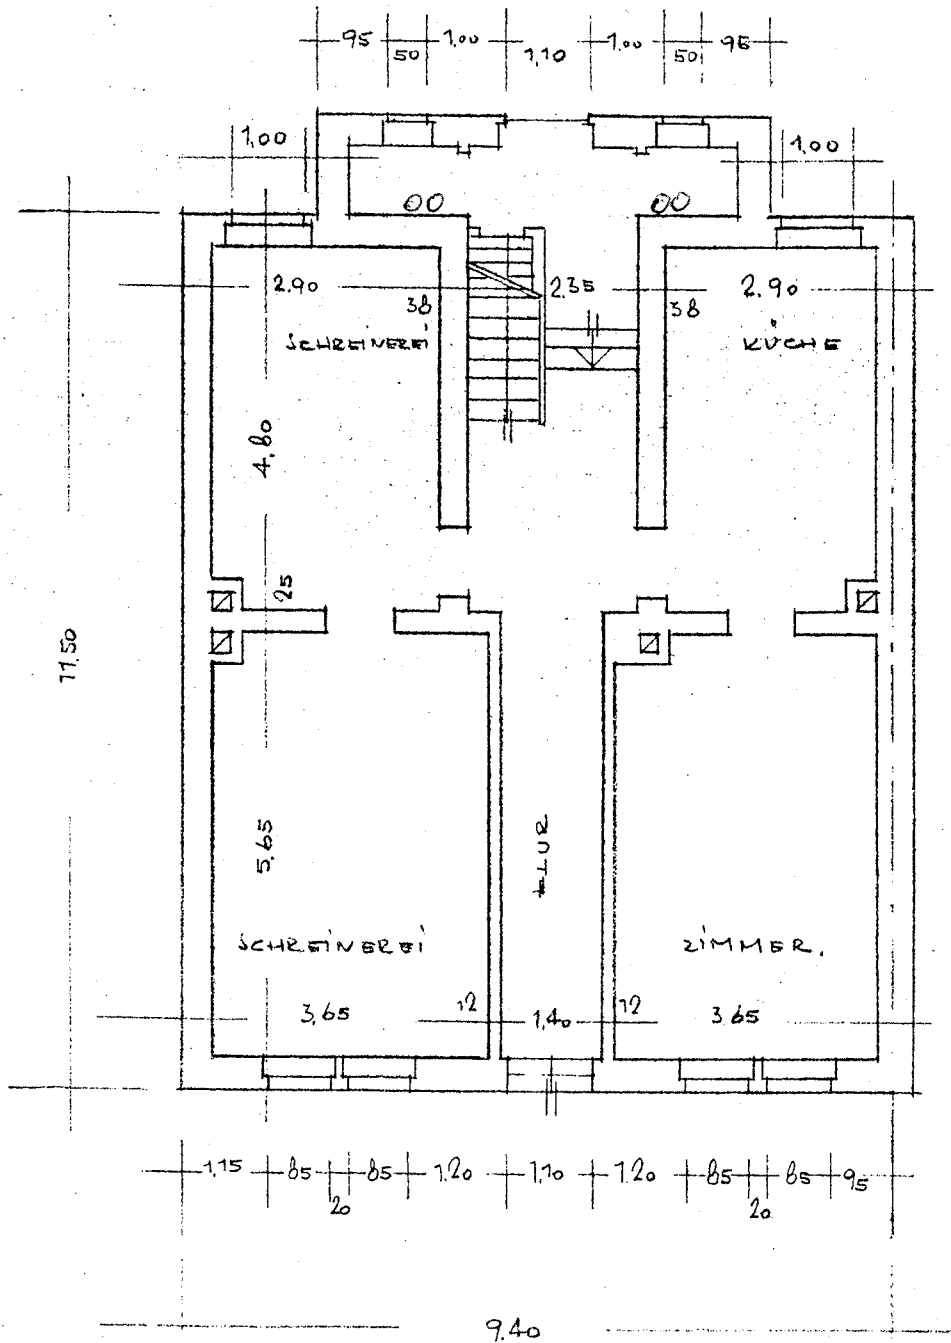 95 50 1,00 1,10 1,00 50 95
1,00 1,00
00 00
2.90 38 2.35 38 2.90
SCHREINEREI KÜCHE
4.80
25
11.50
5.65
FLUR
SCHREINEREI ZIMMER.
3,65 12 1,40 12 3.65
1,15 85 20 85 1,20 1,10 1,20 85 20 85 95
9.40